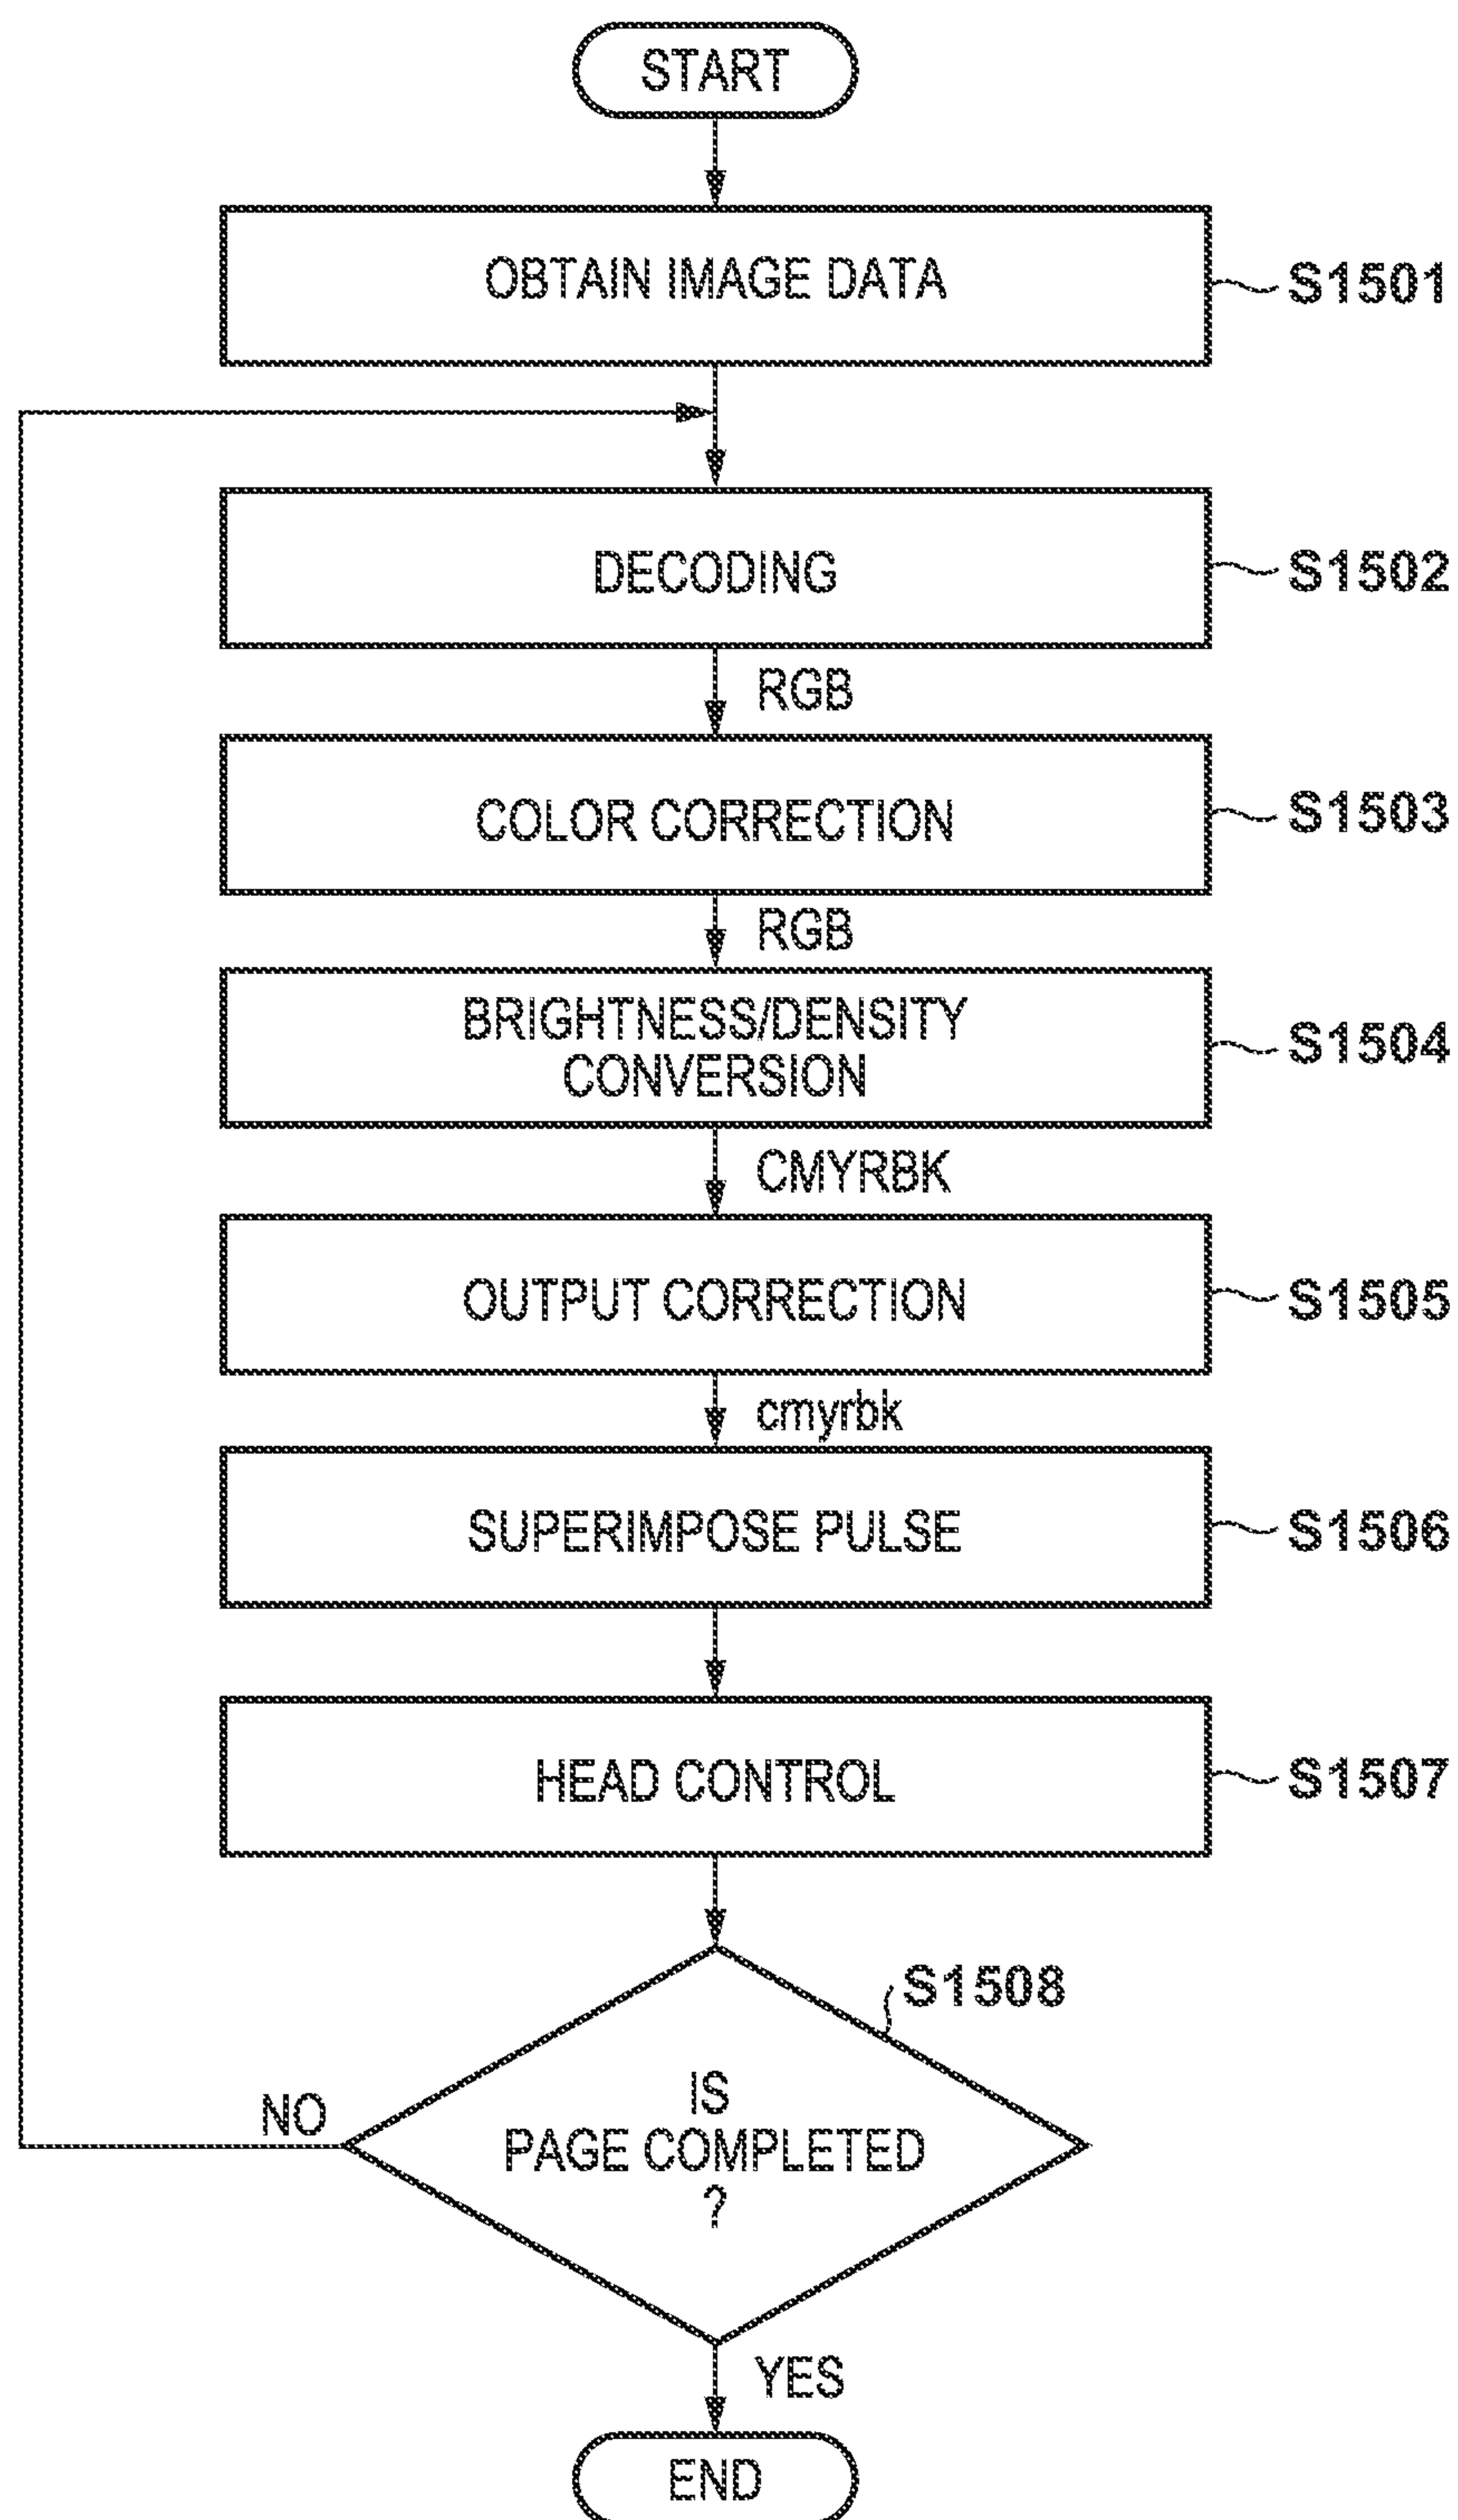 START
OBTAIN IMAGE DATA
S1501
DECODING
S1502
RGB
COLOR CORRECTION
S1503
RGB
BRIGHTNESS/DENSITY
CONVERSION
S1504
CMYRBK
OUTPUT CORRECTION
S1505
cmyrbk
SUPERIMPOSE PULSE
S1506
HEAD CONTROL
S1507
S1508
IS
PAGE COMPLETED
?
NO
YES
END